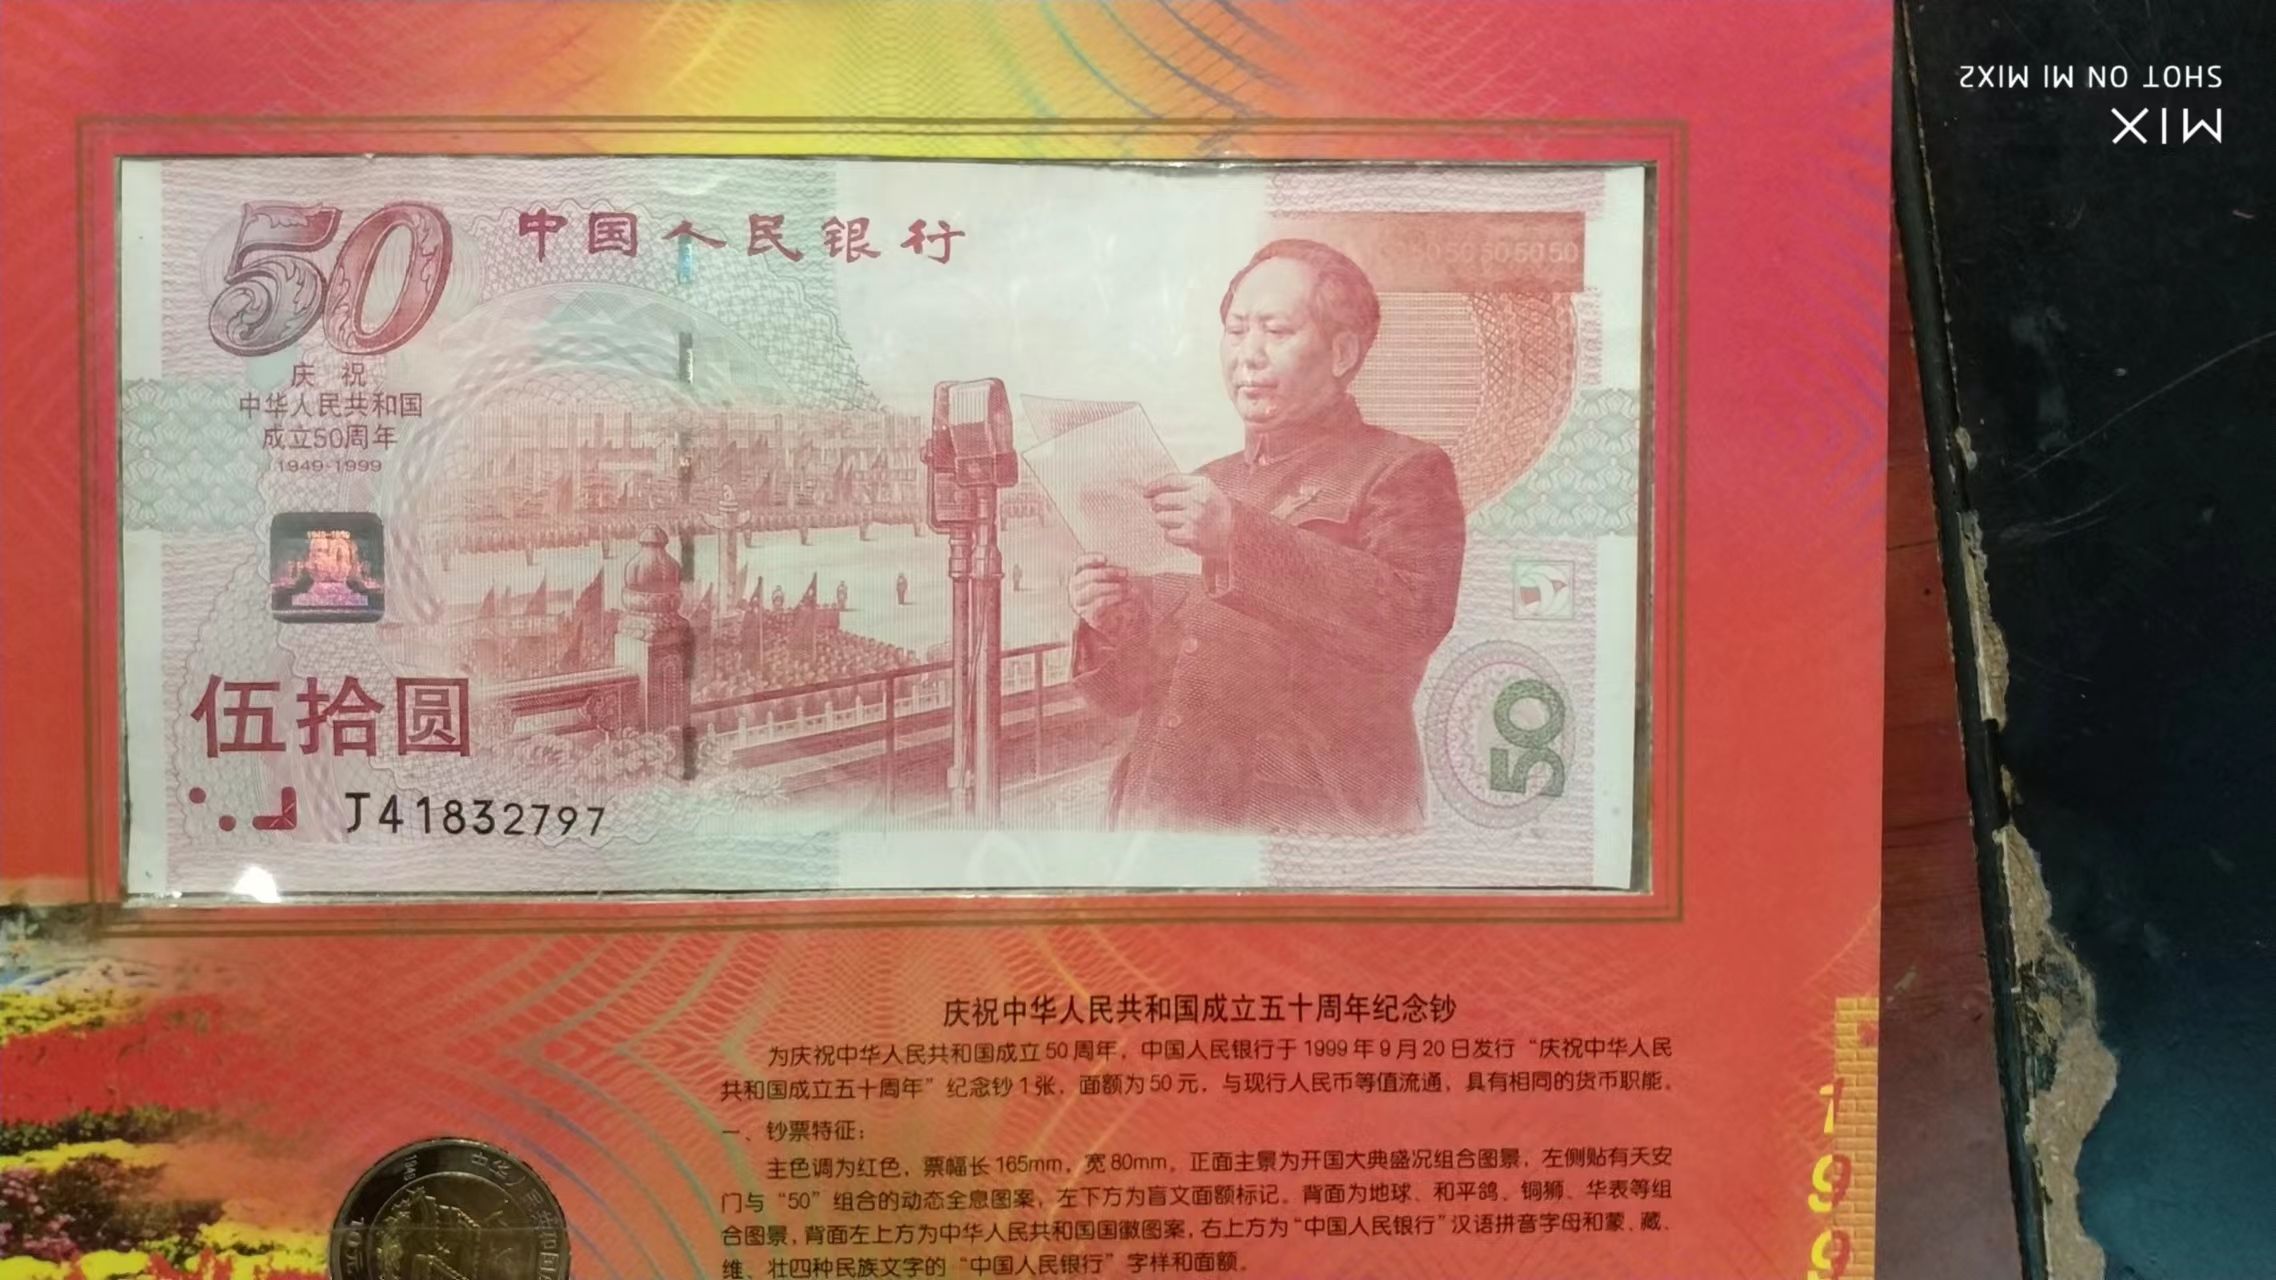 50
中国人民银行
5050505050
庆 祝
中华人民共和国
成立50周年
1949-1999
伍拾圆
J41832797
50
庆祝中华人民共和国成立五十周年纪念钞
为庆祝中华人民共和国成立50周年，中国人民银行于1999年9月20日发行“庆祝中华人民
共和国成立五十周年”纪念钞1张，面额为50元，与现行人民币等值流通，具有相同的货币职能。
一、钞票特征：
主色调为红色，票幅长165mm，宽80mm。正面主景为开国大典盛况组合图景，左侧贴有天安
门与“50”组合的动态全息图案，左下方为盲文面额标记。背面为地球、和平鸽、铜狮、华表等组
合图景，背面左上方为中华人民共和国国徽图案，右上方为“中国人民银行”汉语拼音字母和蒙、藏、
维、壮四种民族文字的“中国人民银行”字样和面额。
199
SHOT ON MI MIX2
MIX